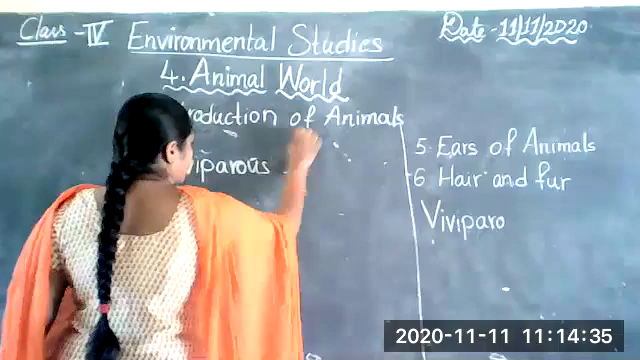 Class - IV Environmental Studies
Date - 11/11/2020
4. Animal World
of Animals
5. Ears of Animals
6 Hair and fur
Viviparo
2020-11-11 11:14:35